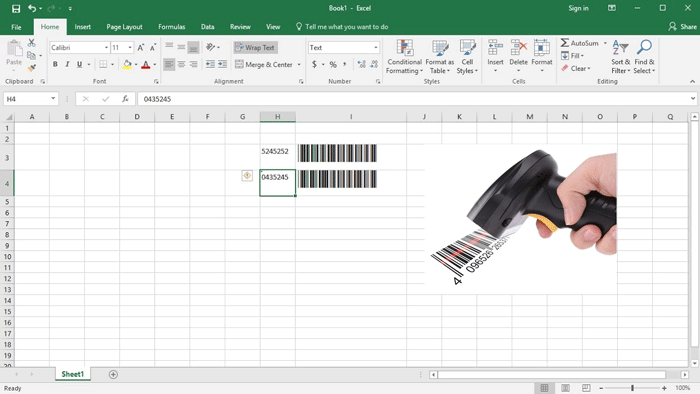 Book1 - Excel
Sign in
File
Home
Insert
Page Layout
Formulas
Data
Review
View
Tell me what you want to do
Share
Paste
Clipboard
Calibri
11
B I U
Font
Wrap Text
Merge & Center
Alignment
Text
$ % ,
Number
Conditional Formatting
Format as Table
Cell Styles
Styles
Insert
Delete
Format
Cells
AutoSum
Fill
Clear
Sort & Filter
Find & Select
Editing
H4
fx
0435245
A B C D E F G H I J K L M N O P Q
1
2
3
5245252
4
0435245
5
6
7
8
9
10
11
12
13
14
15
16
17
18
19
20
Sheet1
Ready
100%